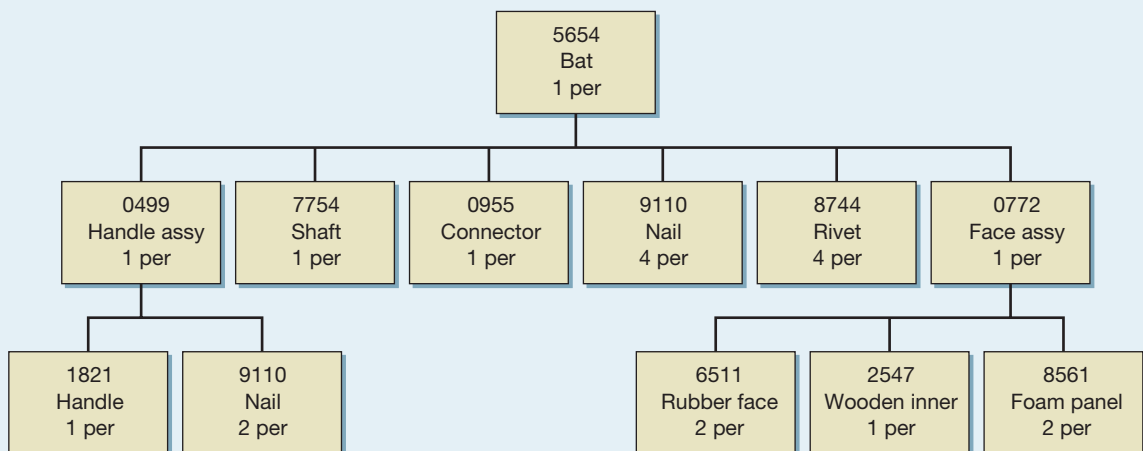 5654
Bat
1 per
0499
Handle assy
1 per
7754
Shaft
1 per
0955
Connector
1 per
9110
Nail
4 per
8744
Rivet
4 per
0772
Face assy
1 per
1821
Handle
1 per
9110
Nail
2 per
6511
Rubber face
2 per
2547
Wooden inner
1 per
8561
Foam panel
2 per